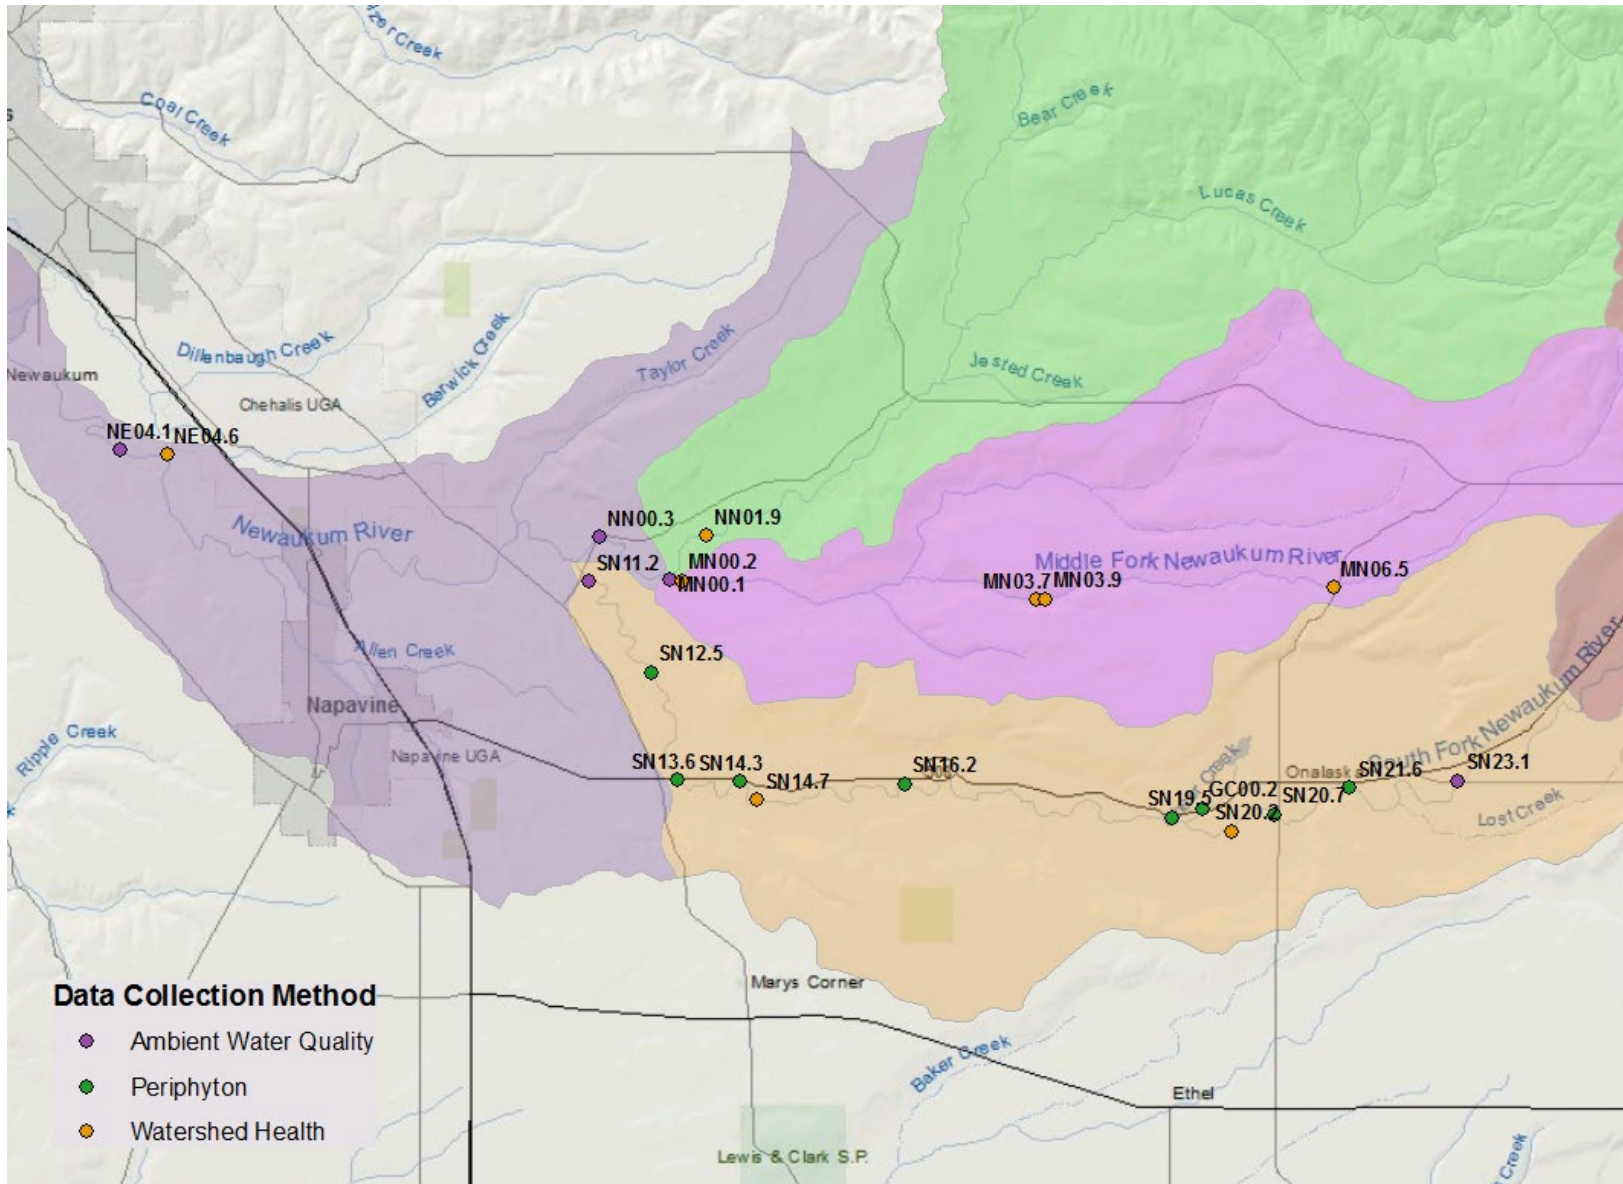 Coal Creek
Bear Creek
Lucas Creek
Dillenbaugh Creek
Berwick Creek
Taylor Creek
Jested Creek
Newaukum
Chehalis UGA
NE04.1
NE04.6
Newaukum River
NN00.3
NN01.9
SN11.2
MN00.2
MN00.1
Middle Fork Newaukum River
MN03.7
MN03.9
MN06.5
Allen Creek
SN12.5
Napavine
Ripple Creek
Napavine UGA
SN13.6
SN14.3
SN14.7
SN16.2
Creek
Onalaska
South Fork Newaukum River
SN19.5
GC00.2
SN20.2
SN20.7
SN21.6
SN23.1
Lost Creek
Marys Corner
Baker Creek
Ethel
Lewis & Clark S.P.
Creek
Data Collection Method
Ambient Water Quality
Periphyton
Watershed Health